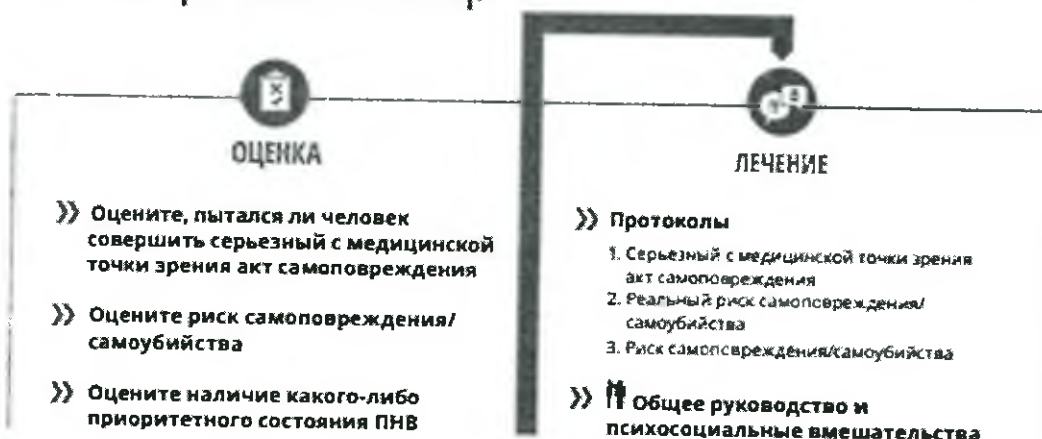 ОЦЕНКА
» Оцените, пытался ли человек
совершить серьезный с медицинской
точки зрения акт самоповреждения
» Оцените риск самоповреждения/
самоубийства
» Оцените наличие какого-либо
приоритетного состояния ПНВ
ЛЕЧЕНИЕ
» Протоколы
1. Серьезный с медицинской точки зрения
акт самоповреждения
2. Реальный риск самоповреждения/
самоубийства
3. Риск самоповреждения/самоубийства
» Общее руководство и
психосоциальные вмешательства